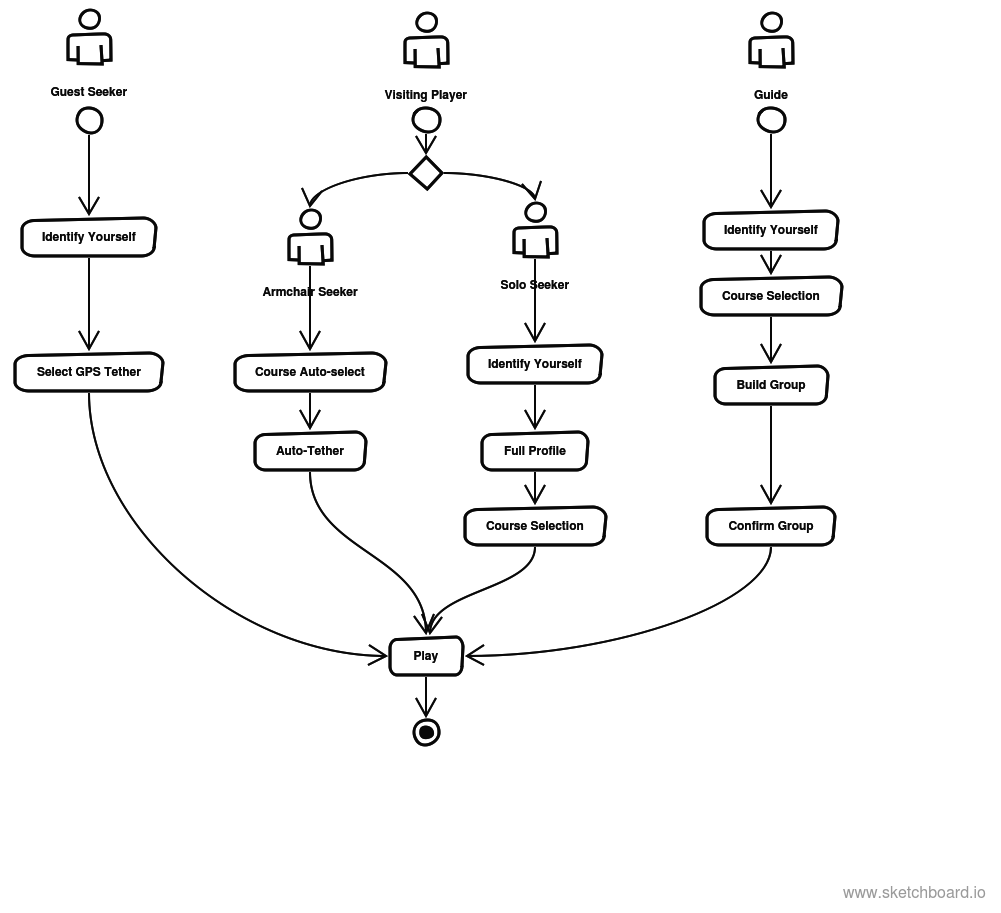 Guest Seeker
Visiting Player
Guide
Identify Yourself
Identify Yourself
Armchair Seeker
Solo Seeker
Course Selection
Select GPS Tether
Course Auto-select
Identify Yourself
Build Group
Auto-Tether
Full Profile
Course Selection
Confirm Group
Play
www.sketchboard.io